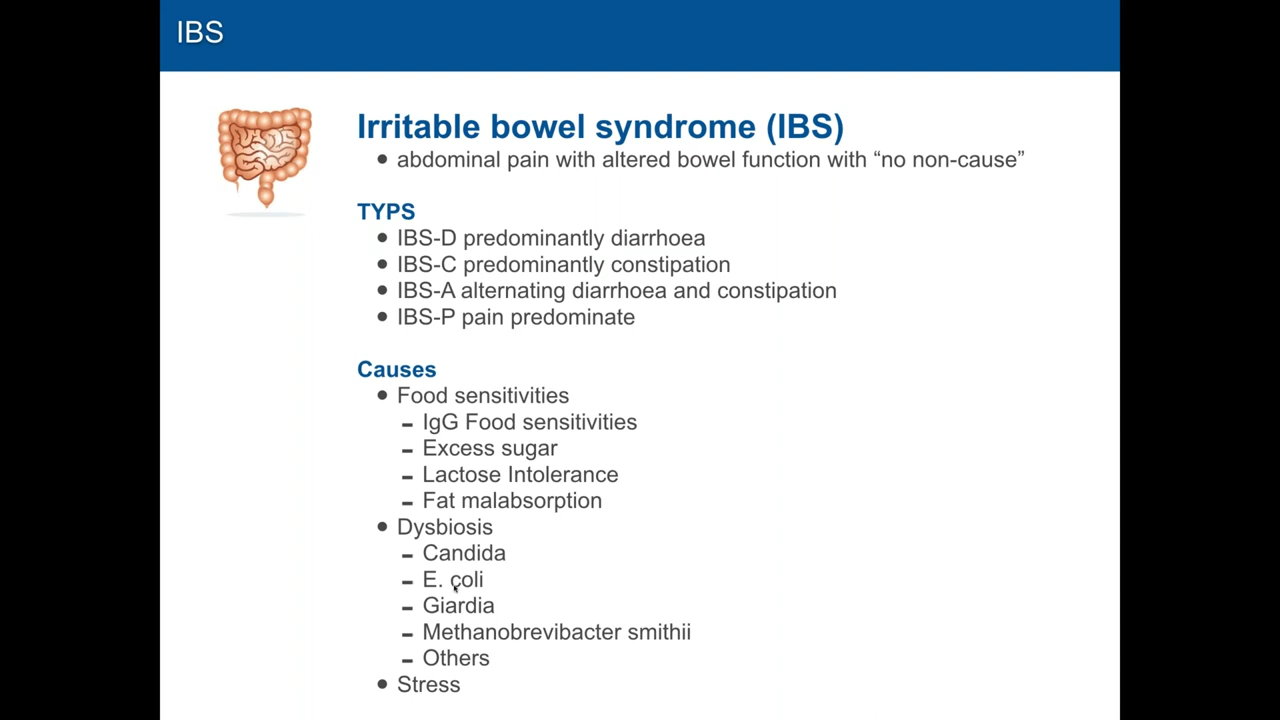 IBS
Irritable bowel syndrome (IBS)
• abdominal pain with altered bowel function with “no non-cause”
TYPS
• IBS-D predominantly diarrhoea
• IBS-C predominantly constipation
• IBS-A alternating diarrhoea and constipation
• IBS-P pain predominate
Causes
• Food sensitivities
– IgG Food sensitivities
– Excess sugar
– Lactose Intolerance
– Fat malabsorption
• Dysbiosis
– Candida
– E. coli
– Giardia
– Methanobrevibacter smithii
– Others
• Stress